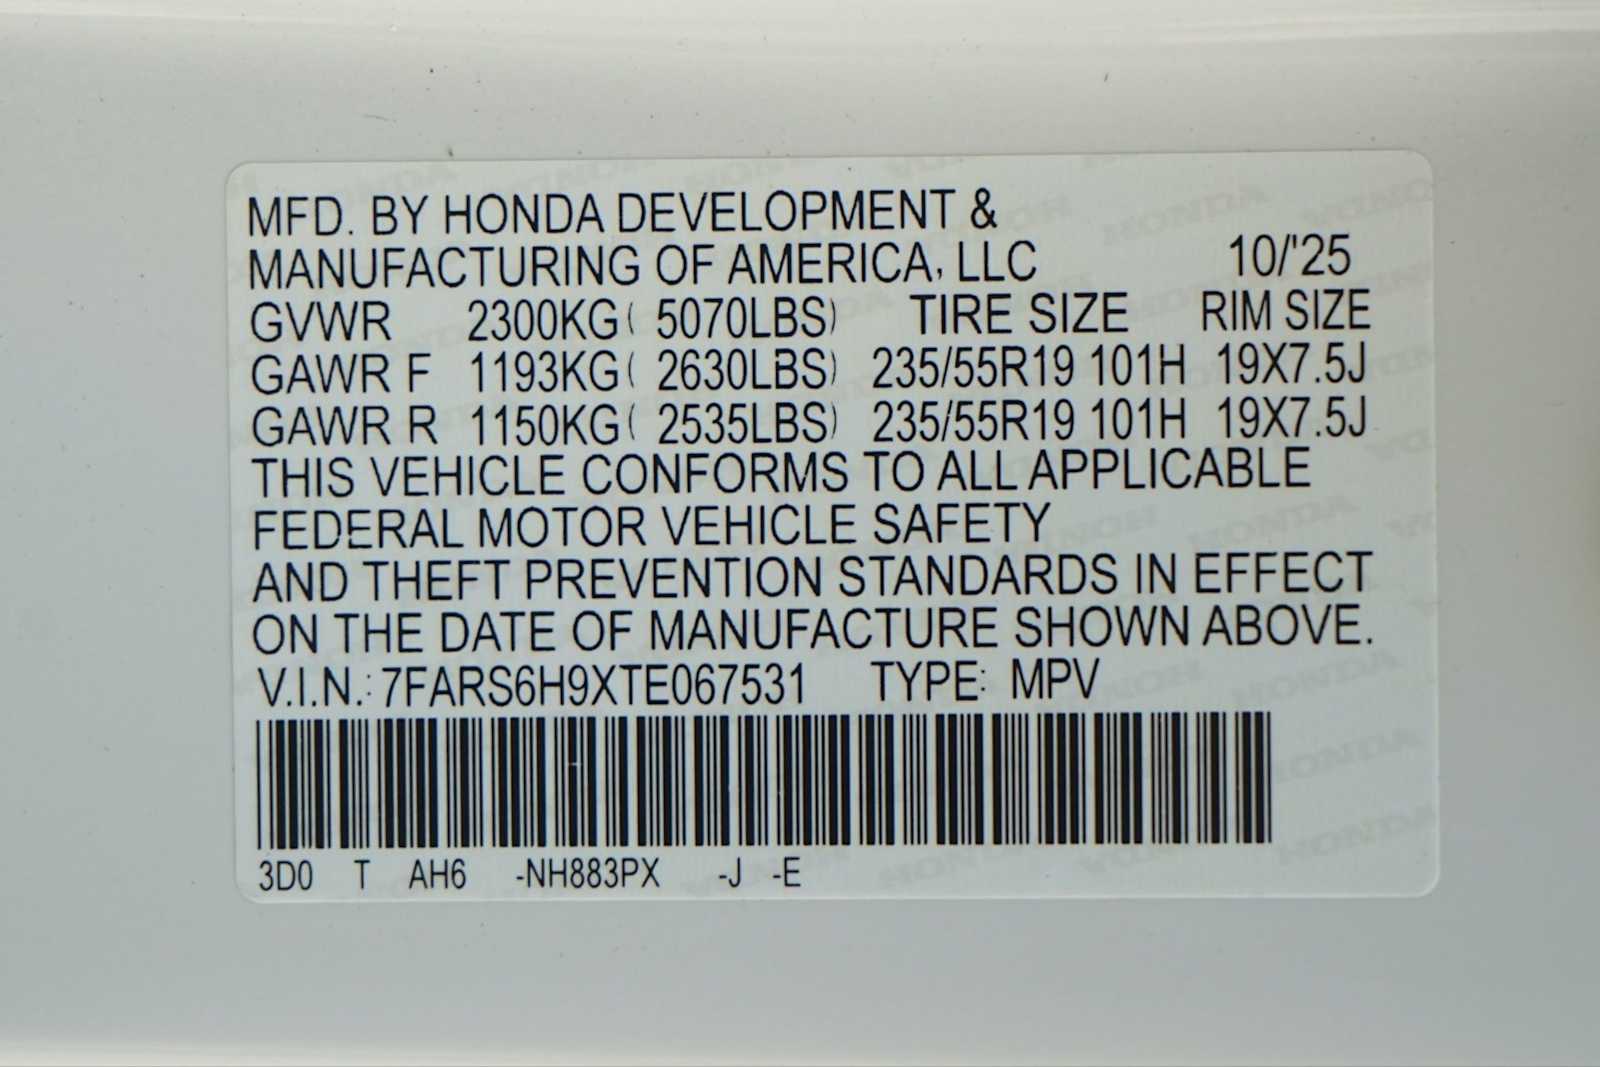 MFD. BY HONDA DEVELOPMENT &
MANUFACTURING OF AMERICA, LLC 10/'25
GVWR 2300KG( 5070LBS) TIRE SIZE RIM SIZE
GAWR F 1193KG( 2630LBS) 235/55R19 101H 19X7.5J
GAWR R 1150KG( 2535LBS) 235/55R19 101H 19X7.5J
THIS VEHICLE CONFORMS TO ALL APPLICABLE
FEDERAL MOTOR VEHICLE SAFETY
AND THEFT PREVENTION STANDARDS IN EFFECT
ON THE DATE OF MANUFACTURE SHOWN ABOVE.
V.I.N.: 7FARS6H9XTE067531 TYPE: MPV
3D0 T AH6 -NH883PX -J -E